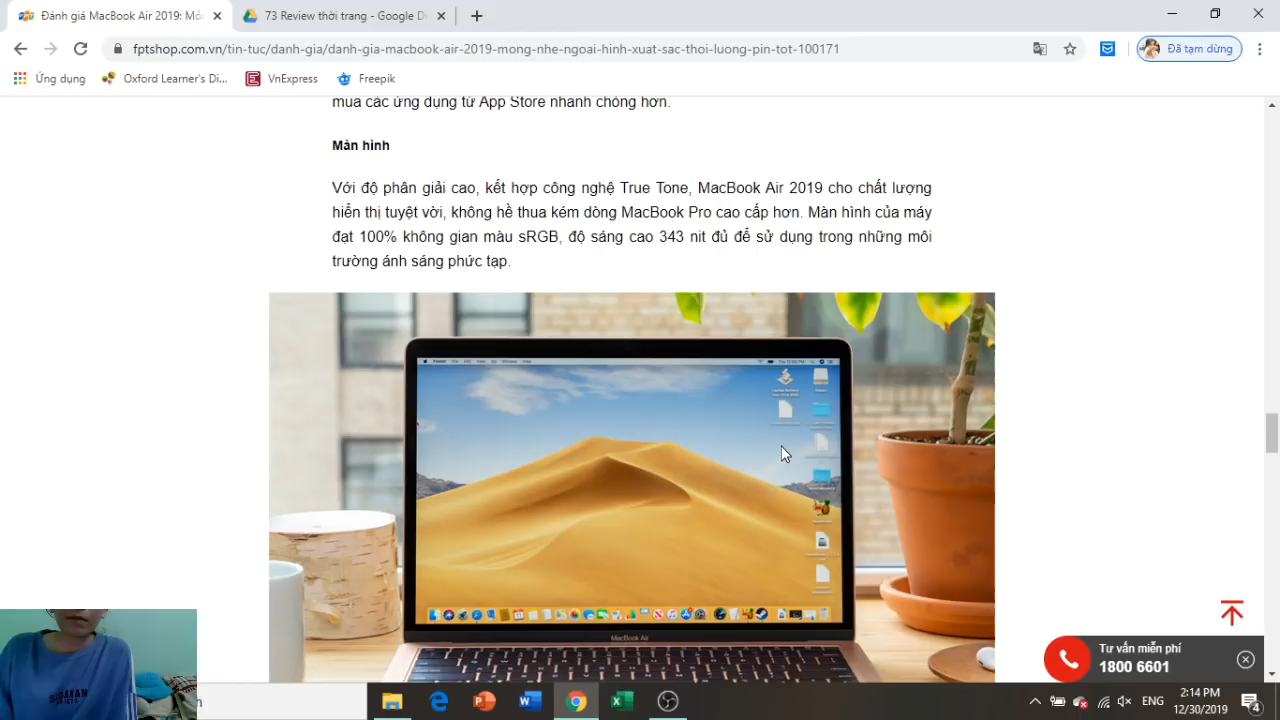 Đánh giá MacBook Air 2019: Mỏ
73 Review thời trang - Google D
fptshop.com.vn/tin-tuc/danh-gia/danh-gia-macbook-air-2019-mong-nhe-ngoai-hinh-xuat-sac-thoi-luong-pin-tot-100171
Đã tạm dừng
Ứng dụng
Oxford Learner's Di...
VnExpress
Freepik
mua các ứng dụng từ App Store nhanh chóng hơn.
Màn hình
Với độ phân giải cao, kết hợp công nghệ True Tone, MacBook Air 2019 cho chất lượng
hiển thị tuyệt vời, không hề thua kém dòng MacBook Pro cao cấp hơn. Màn hình của máy
đạt 100% không gian màu sRGB, độ sáng cao 343 nit đủ để sử dụng trong những môi
trường ánh sáng phức tạp.
MacBook Air
Tư vấn miễn phí
1800 6601
ENG
2:14 PM
12/30/2019
4